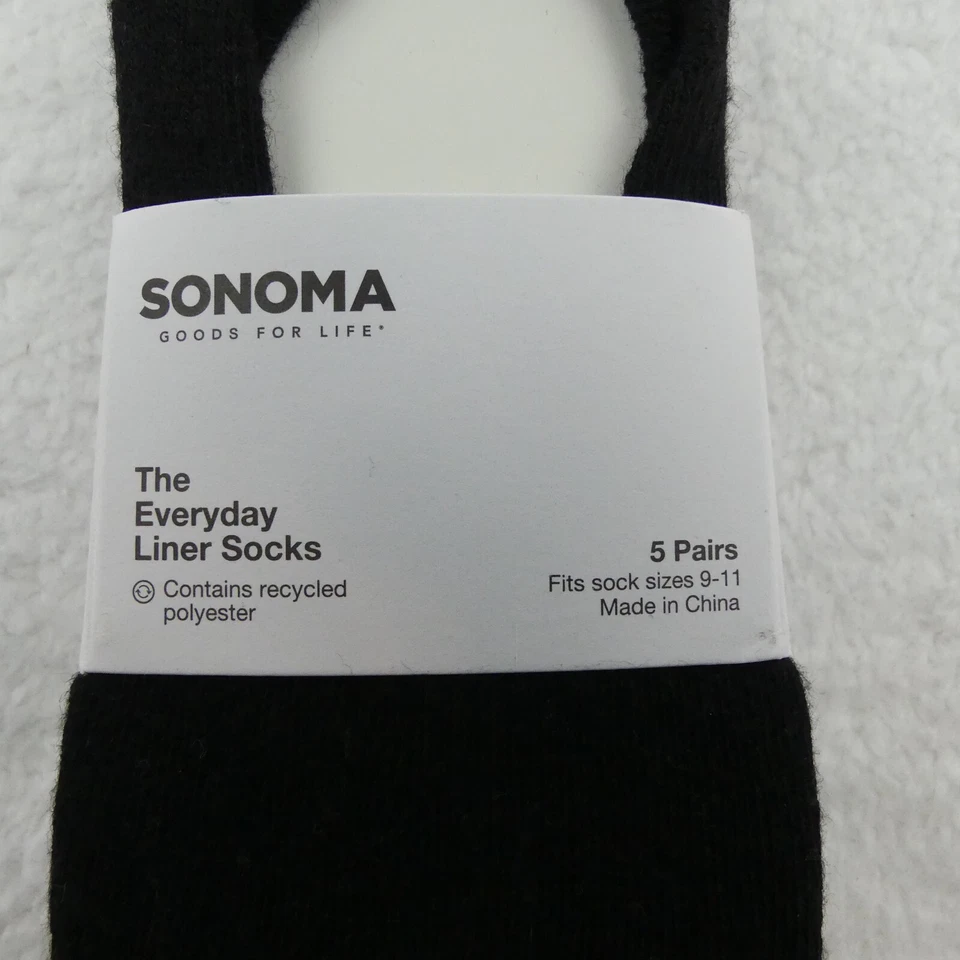 SONOMA
GOODS FOR LIFE®
The
Everyday
Liner Socks
Contains recycled
polyester
5 Pairs
Fits sock sizes 9-11
Made in China